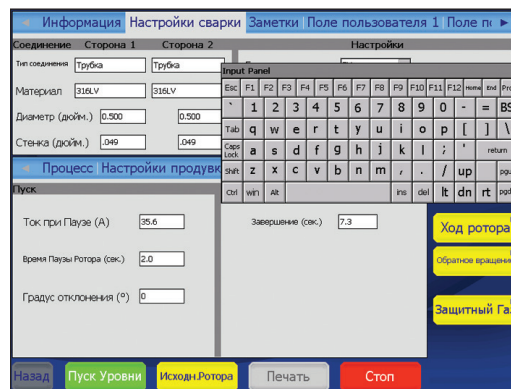 ◄ Информация Настройки сварки Заметки Поле пользователя 1 Поле по ►
Соединение Сторона 1 Сторона 2 Настройки
Тип соединения Трубка Трубка
Input Panel
Esc F1 F2 F3 F4 F5 F6 F7 F8 F9 F10 F11 F12 Home End Prc
Материал 316LV 316LV
` 1 2 3 4 5 6 7 8 9 0 - = BS
Диаметр (дюйм.) 0.500 0.500
Tab q w e r t y u i o p [ ] \
Стенка (дюйм.) .049 .049
Caps Lock a s d f g h j k l ; ' return
◄ Процесс Настройки продувк
Shift z x c v b n m , . / up pgu
Пуск
Ctrl win Alt ins del lt dn rt pgd
Ток при Паузе (А) 35.6 Завершение (сек.) 7.3
Ход ротора
Время Паузы Ротора (сек.) 2.0
Обратное вращение
Градус отклонения (°) 0
Защитный Га
Назад Пуск Уровни Исходн.Ротора Печать Стоп